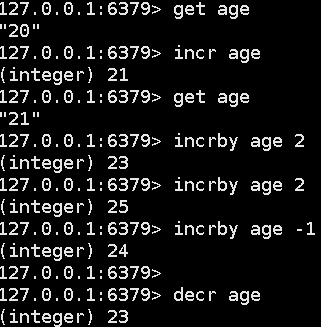 127.0.0.1:6379> get age
"20"
127.0.0.1:6379> incr age
(integer) 21
127.0.0.1:6379> get age
"21"
127.0.0.1:6379> incrby age 2
(integer) 23
127.0.0.1:6379> incrby age 2
(integer) 25
127.0.0.1:6379> incrby age -1
(integer) 24
127.0.0.1:6379>
127.0.0.1:6379> decr age
(integer) 23